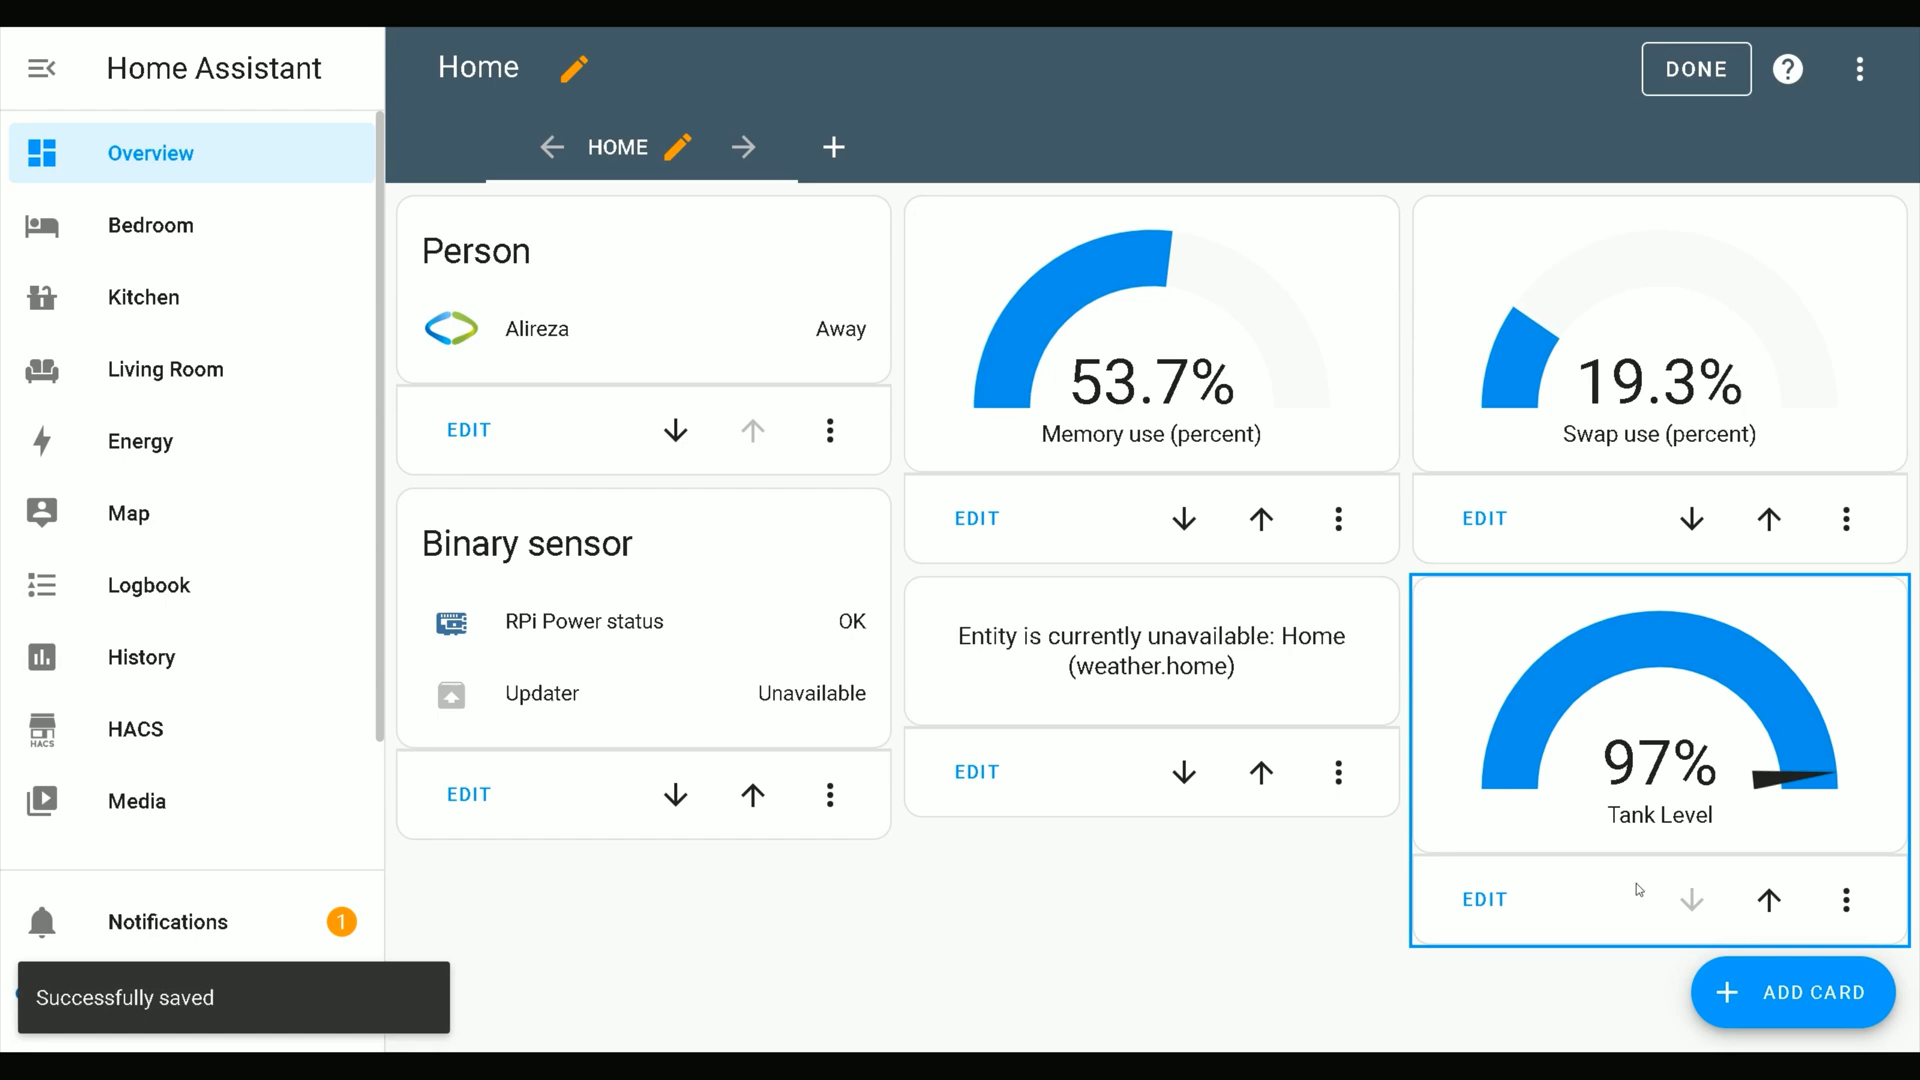 Home Assistant
Overview
Bedroom
Kitchen
Living Room
Energy
Map
Logbook
History
HACS
HACS
Media
Notifications
1
Successfully saved
Home
DONE
?
HOME
Person
Alireza
Away
EDIT
Binary sensor
RPi Power status
OK
Updater
Unavailable
EDIT
53.7%
Memory use (percent)
EDIT
Entity is currently unavailable: Home
(weather.home)
EDIT
19.3%
Swap use (percent)
EDIT
97%
Tank Level
EDIT
ADD CARD